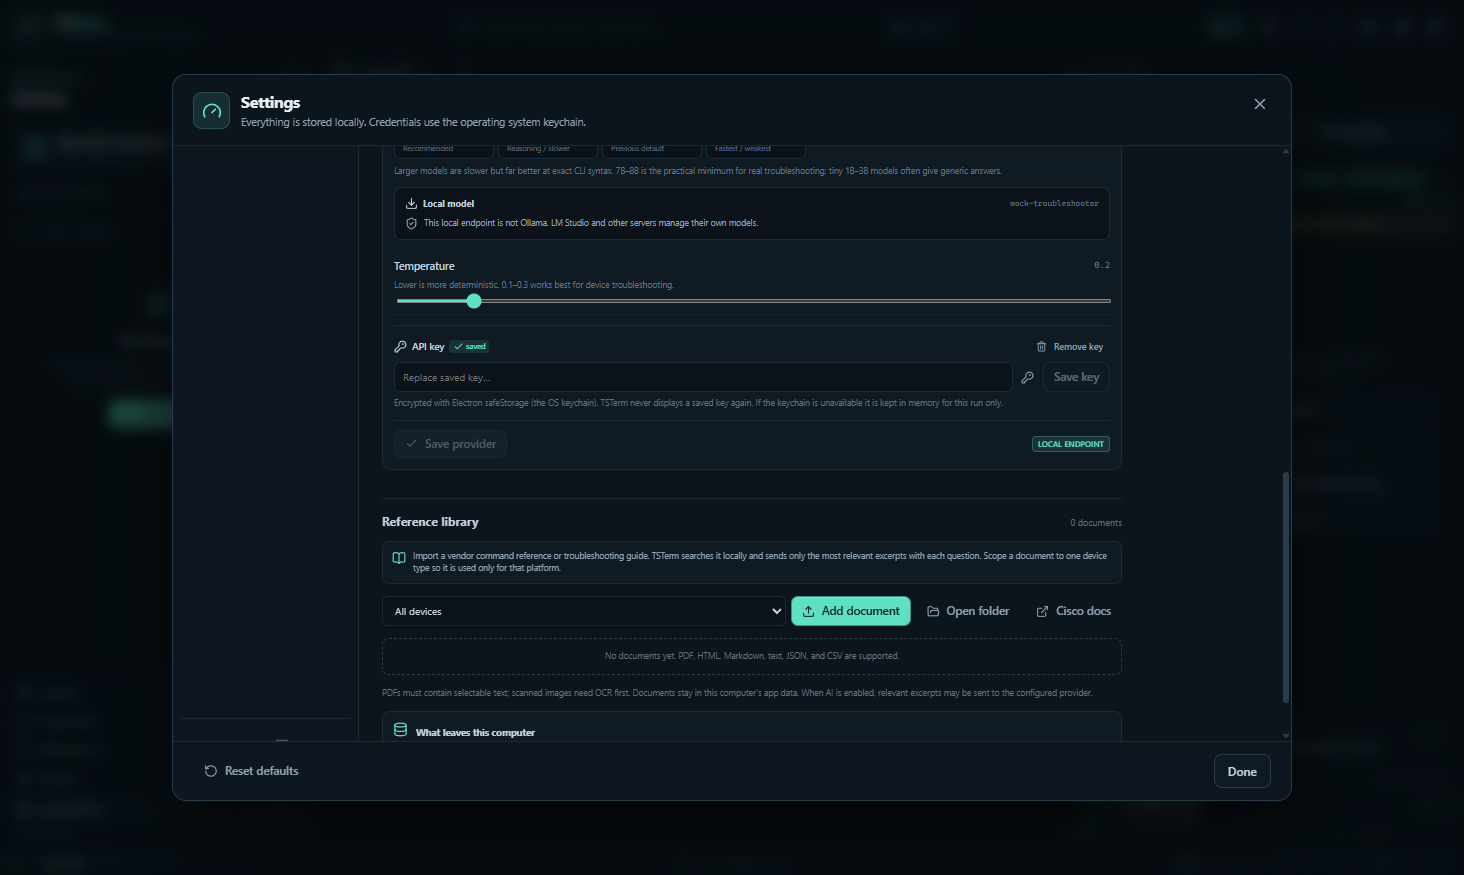 Settings
Everything is stored locally. Credentials use the operating system keychain.
Recommended
Reasoning / slower
Previous default
Fastest / weakest
Larger models are slower but far better at exact CLI syntax. 7B–8B is the practical minimum for real troubleshooting; tiny 1B–3B models often give generic answers.
Local model
mock-troubleshooter
This local endpoint is not Ollama. LM Studio and other servers manage their own models.
Temperature
0.2
Lower is more deterministic. 0.1–0.3 works best for device troubleshooting.
API key
saved
Remove key
Replace saved key...
Save key
Encrypted with Electron safeStorage (the OS keychain). TSTerm never displays a saved key again. If the keychain is unavailable it is kept in memory for this run only.
Save provider
LOCAL ENDPOINT
Reference library
0 documents
Import a vendor command reference or troubleshooting guide. TSTerm searches it locally and sends only the most relevant excerpts with each question. Scope a document to one device
type so it is used only for that platform.
All devices
Add document
Open folder
Cisco docs
No documents yet. PDF, HTML, Markdown, text, JSON, and CSV are supported.
PDFs must contain selectable text; scanned images need OCR first. Documents stay in this computer's app data. When AI is enabled, relevant excerpts may be sent to the configured provider.
What leaves this computer
Reset defaults
Done